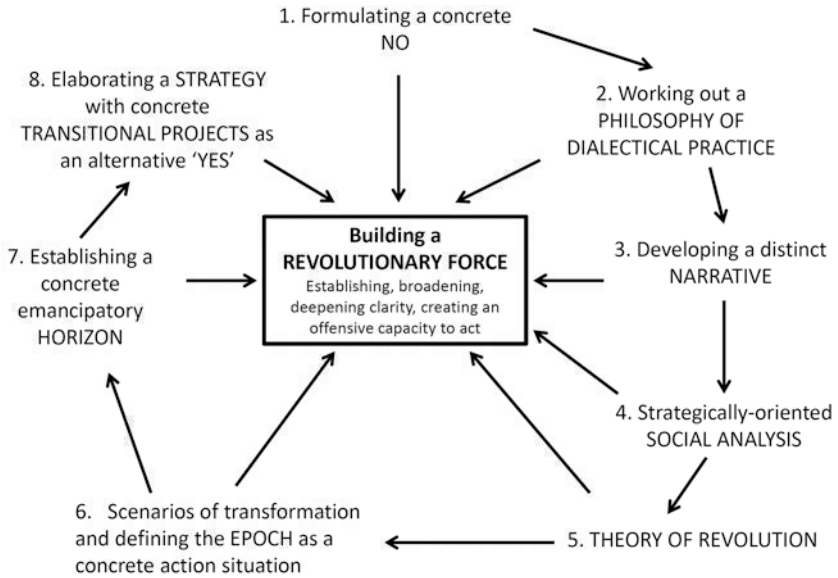 1. Formulating a concrete
NO
2. Working out a
PHILOSOPHY OF
DIALECTICAL PRACTICE
3. Developing a distinct
NARRATIVE
4. Strategically-oriented
SOCIAL ANALYSIS
5. THEORY OF REVOLUTION
6. Scenarios of transformation
and defining the EPOCH as a
concrete action situation
7. Establishing a
concrete
emancipatory
HORIZON
8. Elaborating a STRATEGY
with concrete
TRANSITIONAL PROJECTS as
an alternative ‘YES’
Building a
REVOLUTIONARY FORCE
Establishing, broadening,
deepening clarity, creating an
offensive capacity to act